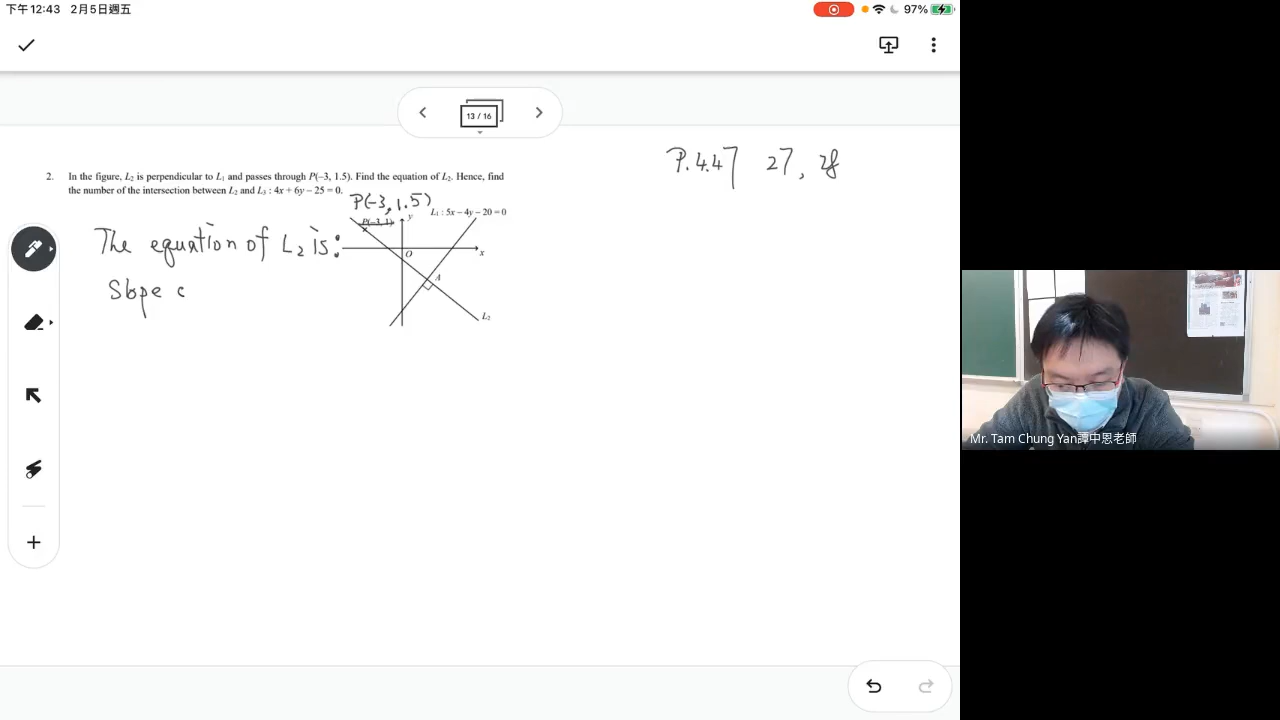 下午12:43 2月5日週五
97%
13 / 16
P.4.47 27, 28
2. In the figure, L₂ is perpendicular to L₁ and passes through P(−3, 1.5). Find the equation of L₂. Hence, find
the number of the intersection between L₂ and L₃ : 4x + 6y − 25 = 0.
P(-3, 1.5)
P(−3, 1)
y
L₁ : 5x − 4y − 20 = 0
The equation of L₂ is:
O
x
A
Slope o
L₂
Mr. Tam Chung Yan譚中恩老師